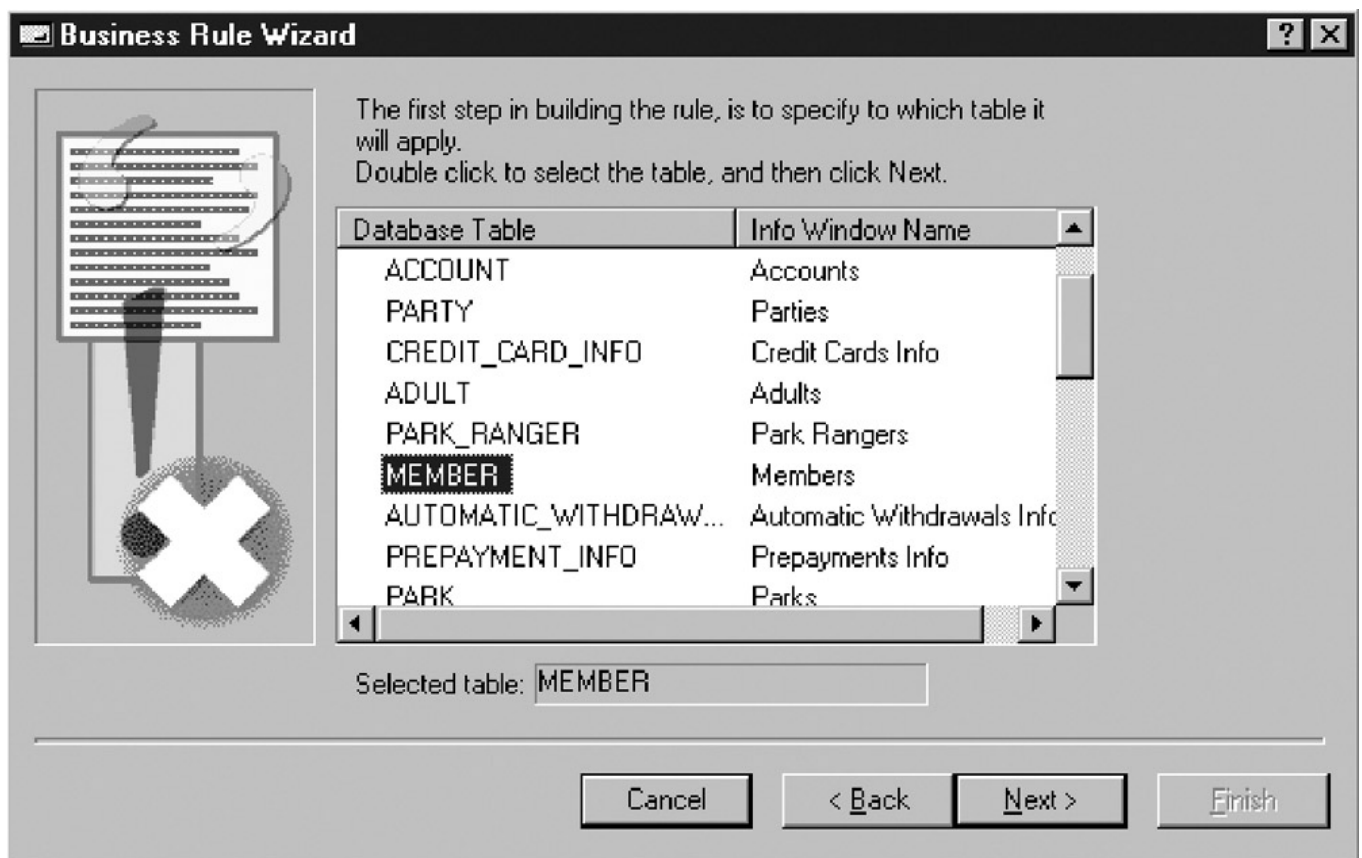 Business Rule Wizard
The first step in building the rule, is to specify to which table it
will apply.
Double click to select the table, and then click Next.
Database Table Info Window Name
ACCOUNT Accounts
PARTY Parties
CREDIT_CARD_INFO Credit Cards Info
ADULT Adults
PARK_RANGER Park Rangers
MEMBER Members
AUTOMATIC_WITHDRAW... Automatic Withdrawals Info
PREPAYMENT_INFO Prepayments Info
PARK Parks
Selected table: MEMBER
Cancel < Back Next > Finish